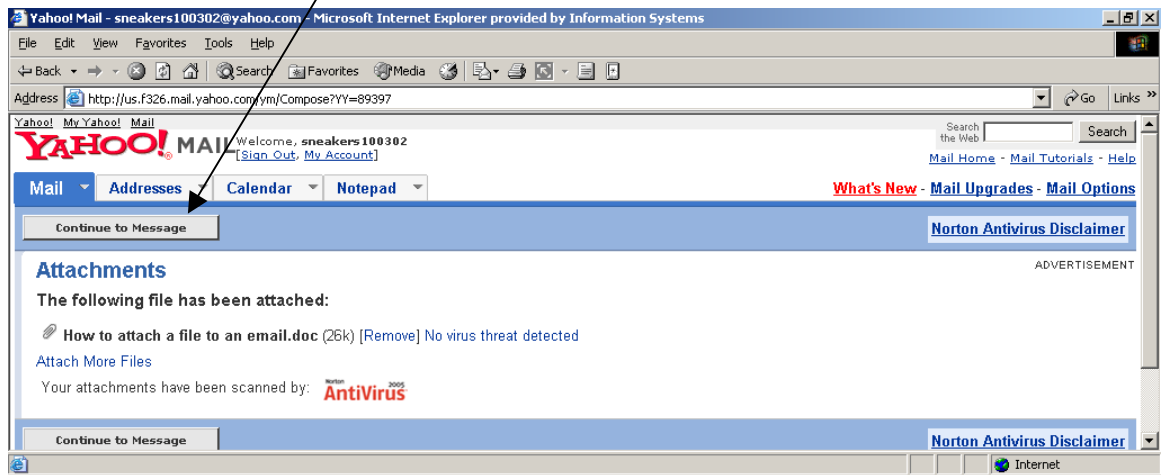 Yahoo! Mail - sneakers100302@yahoo.com - Microsoft Internet Explorer provided by Information Systems
File Edit View Favorites Tools Help
Back Search Favorites Media
Address http://us.f326.mail.yahoo.com/ym/Compose?YY=89397 Go Links »
Yahoo! My Yahoo! Mail
YAHOO! MAIL Welcome, sneakers100302
[Sign Out, My Account]
Search the Web Search
Mail Home - Mail Tutorials - Help
Mail Addresses Calendar Notepad What's New - Mail Upgrades - Mail Options
Continue to Message Norton Antivirus Disclaimer
Attachments ADVERTISEMENT
The following file has been attached:
How to attach a file to an email.doc (26k) [Remove] No virus threat detected
Attach More Files
Your attachments have been scanned by: Norton AntiVirus 2005
Continue to Message Norton Antivirus Disclaimer
Internet